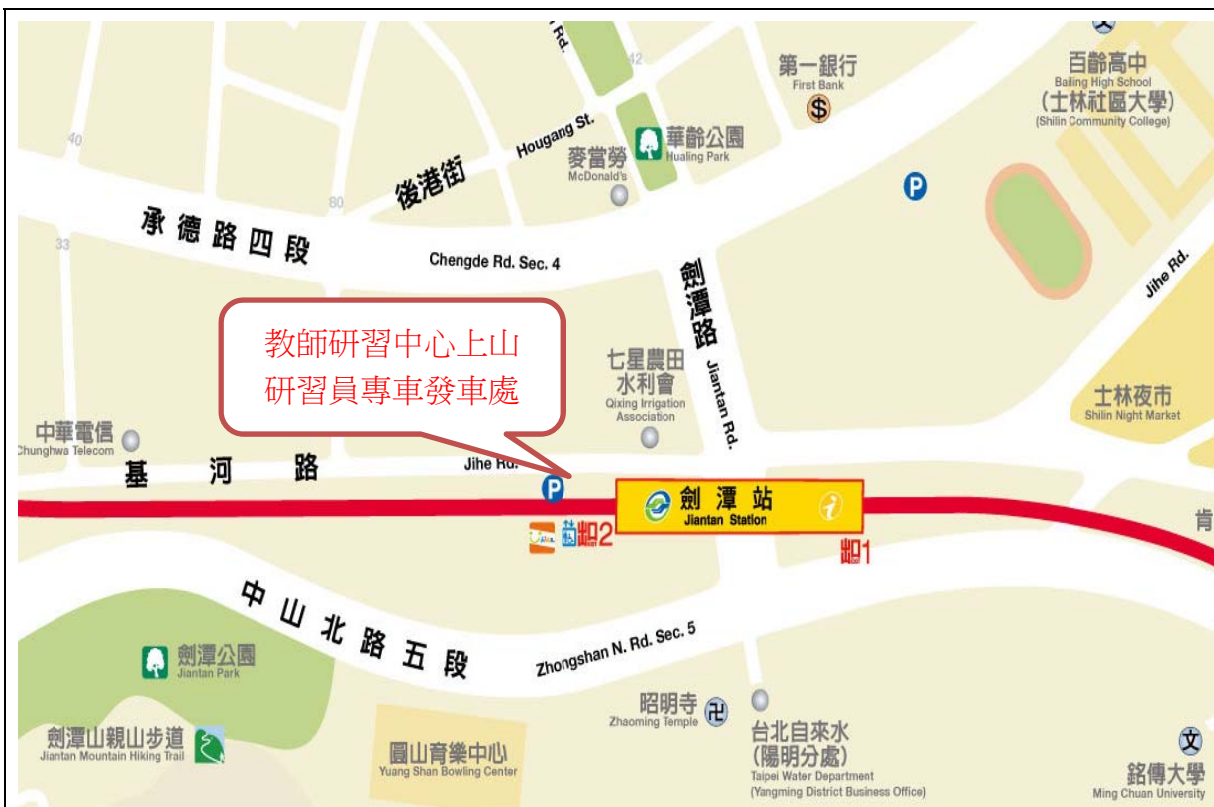 Rd.
42
第一銀行
First Bank
$
文
百齡高中
Bailing High School
(士林社區大學)
(Shilin Community College)
40
後港街
Hougang St.
麥當勞
McDonald's
華齡公園
Hualing Park
P
80
33
承德路四段
Chengde Rd. Sec. 4
劍潭路
Jiantan Rd.
Jihe Rd.
教師研習中心上山
研習員專車發車處
七星農田
水利會
Qixing Irrigation
Association
士林夜市
Shilin Night Market
中華電信
Chunghwa Telecom
基河路
Jihe Rd.
P
劍潭站
Jiantan Station
i
出口2
出口1
肯
中山北路五段
Zhongshan N. Rd. Sec. 5
劍潭公園
Jiantan Park
劍潭山親山步道
Jiantan Mountain Hiking Trail
圓山育樂中心
Yuang Shan Bowling Center
昭明寺
Zhaoming Temple
卍
台北自來水
(陽明分處)
Taipei Water Department
(Yangming District Business Office)
文
銘傳大學
Ming Chuan University